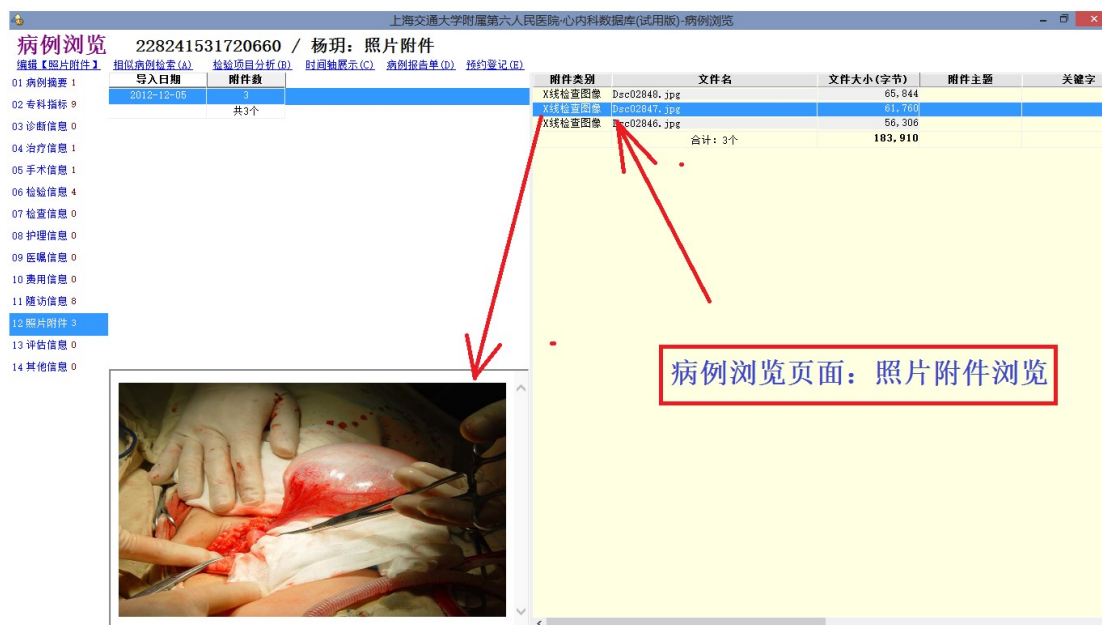 上海交通大学附属第六人民医院-心内科数据库(试用版)-病例浏览
病例浏览 228241531720660 / 杨玥: 照片附件
编辑【照片附件】 相似病例检索(A) 检验项目分析(B) 时间轴展示(C) 病例报告单(D) 预约登记(E)
01 病例摘要 1
02 专科指标 9
03 诊断信息 0
04 治疗信息 1
05 手术信息 1
06 检验信息 4
07 检查信息 0
08 护理信息 0
09 医嘱信息 0
10 费用信息 0
11 随访信息 8
12 照片附件 3
13 评估信息 0
14 其他信息 0
导入日期 附件数
2012-12-05 3
共3个
附件类别 文件名 文件大小(字节) 附件主题 关键字
X线检查图像 Dsc02848.jpg 65,844
X线检查图像 Dsc02847.jpg 61,760
X线检查图像 Dsc02846.jpg 56,306
合计: 3个 183,910
病例浏览页面: 照片附件浏览